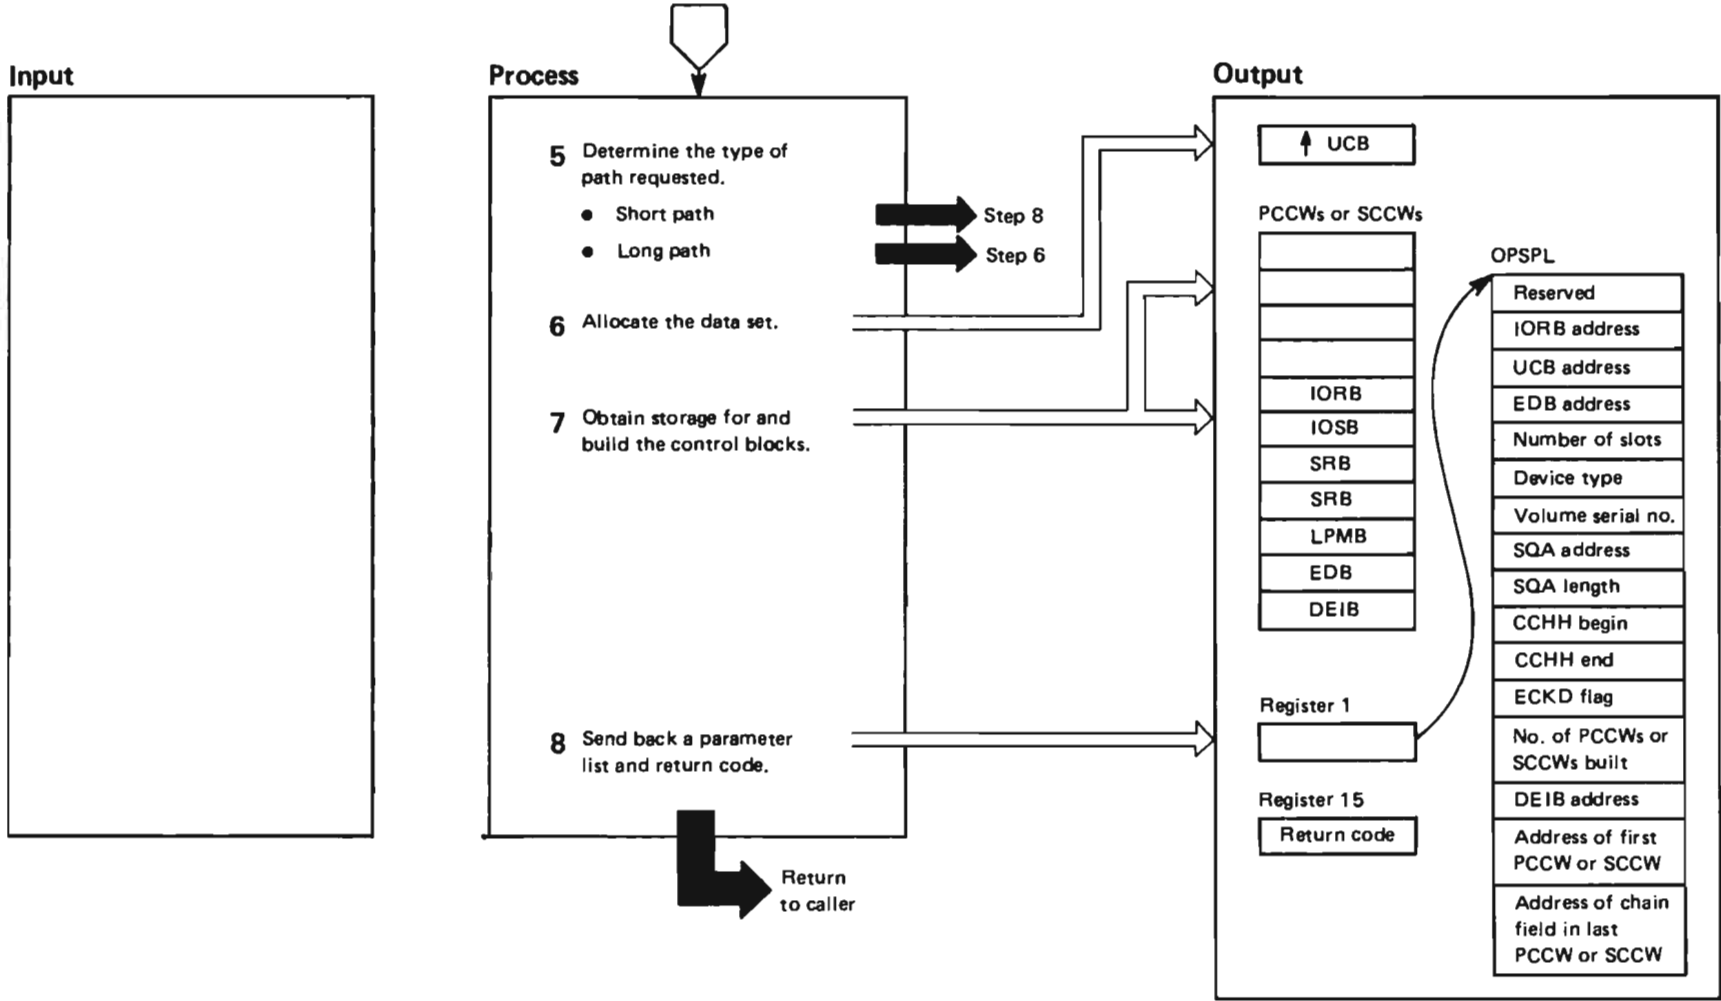 Input
Process
5 Determine the type of
path requested.
• Short path
Step 8
• Long path
Step 6
6 Allocate the data set.
7 Obtain storage for and
build the control blocks.
8 Send back a parameter
list and return code.
Return
to caller
Output
UCB
PCCWs or SCCWs
IORB
IOSB
SRB
SRB
LPMB
EDB
DEIB
Register 1
Register 15
Return code
OPSPL
Reserved
IORB address
UCB address
EDB address
Number of slots
Device type
Volume serial no.
SQA address
SQA length
CCHH begin
CCHH end
ECKD flag
No. of PCCWs or
SCCWs built
DEIB address
Address of first
PCCW or SCCW
Address of chain
field in last
PCCW or SCCW